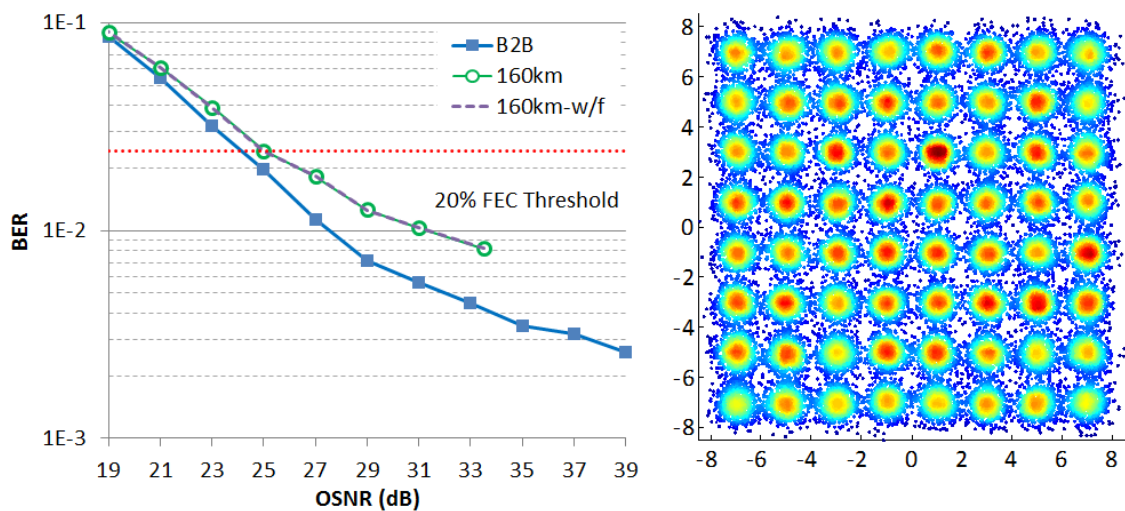 1E-1
1E-2
1E-3
BER
B2B
160km
160km-w/f
20% FEC Threshold
19 21 23 25 27 29 31 33 35 37 39
OSNR (dB)
8
6
4
2
0
-2
-4
-6
-8
-8 -6 -4 -2 0 2 4 6 8